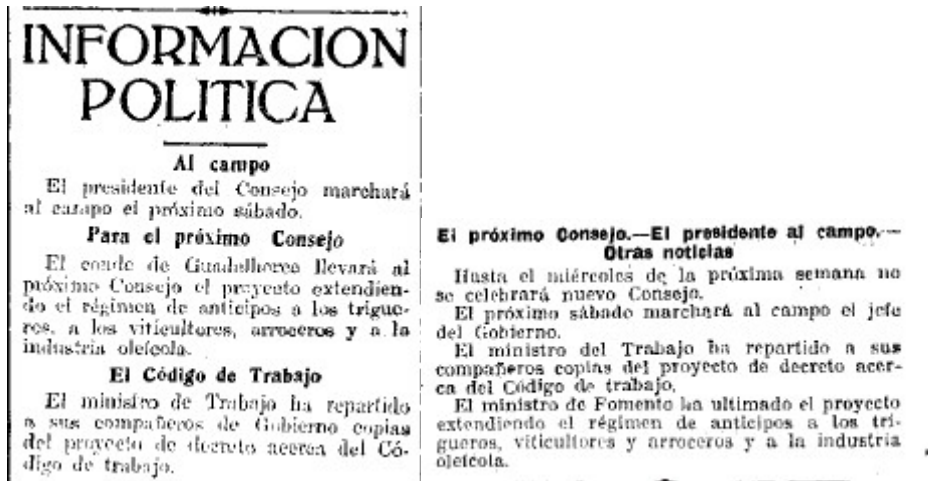 INFORMACION
POLITICA
Al campo
El presidente del Consejo marchará
al campo el próximo sábado.
Para el próximo Consejo
El conde de Guadalhorce llevará al
próximo Consejo el proyecto extendien-
do el régimen de anticipos a los trigue-
ros, a los viticultores, arroceros y a la
industria oleícola.
El Código de Trabajo
El ministro de Trabajo ha repartido
a sus compañeros de Gobierno copias
del proyecto de decreto acerca del Có-
digo de trabajo.
El próximo Consejo.—El presidente al campo.—
Otras noticias
Hasta el miércoles de la próxima semana no
se celebrará nuevo Consejo.
El próximo sábado marchará al campo el jefe
del Gobierno.
El ministro del Trabajo ha repartido a sus
compañeros copias del proyecto de decreto acer-
ca del Código de trabajo.
El ministro de Fomento ha ultimado el proyecto
extendiendo el régimen de anticipos a los tri-
gueros, viticultores y arroceros y a la industria
oleícola.